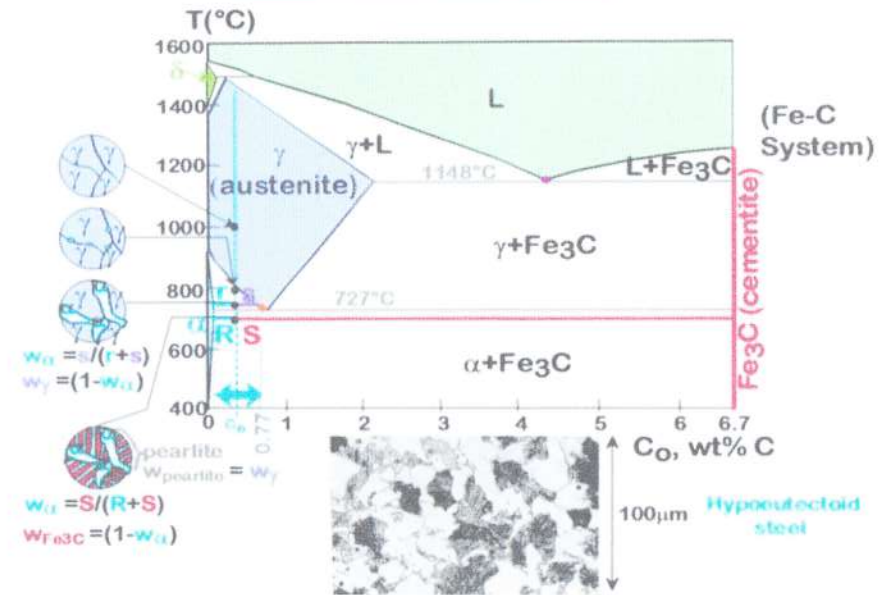 T(°C)
1600
δ
1400
L
(Fe-C
System)
γ+L
γ
(austenite)
1200
1148°C
L+Fe₃C
γ γ
γ
1000
γ+Fe₃C
Fe₃C (cementite)
800
r s
727°C
α
R S
wα =s/(r+s)
wγ =(1-wα)
600
α+Fe₃C
400
0 1 2 3 4 5 6 6.7
0.77
C₀, wt% C
pearlite
wpearlite = wγ
wα =S/(R+S)
wFe3C =(1-wα)
100μm
Hypoeutectoid
steel